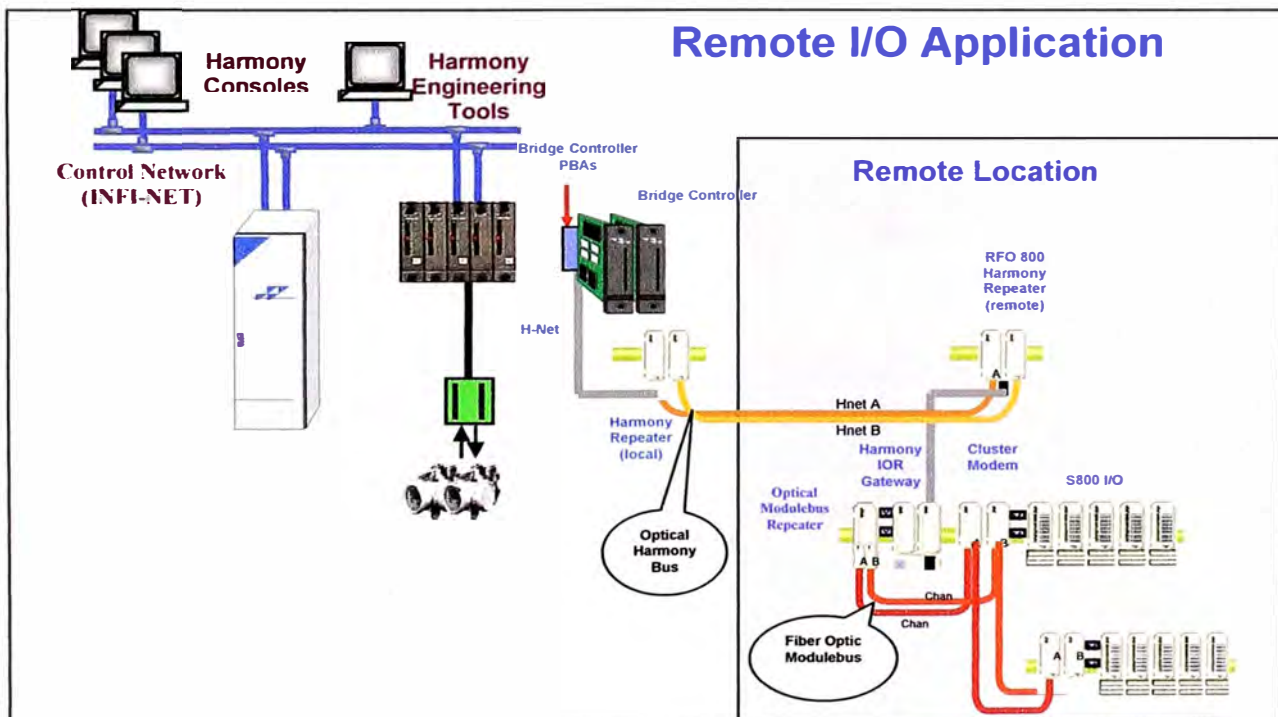 Remote I/O Application
Harmony
Consoles
Harmony
Engineering
Tools
Control Network
(INFI-NET)
Bridge Controller
PBAs
Bridge Controller
H-Net
Harmony
Repeater
(local)
Optical
Harmony
Bus
Remote Location
RFO 800
Harmony
Repeater
(remote)
A
Hnet A
Hnet B
Harmony
IOR
Gateway
Cluster
Modem
S800 I/O
Optical
Modulebus
Repeater
A B
B
Chan
Chan
Fiber Optic
Modulebus
A B